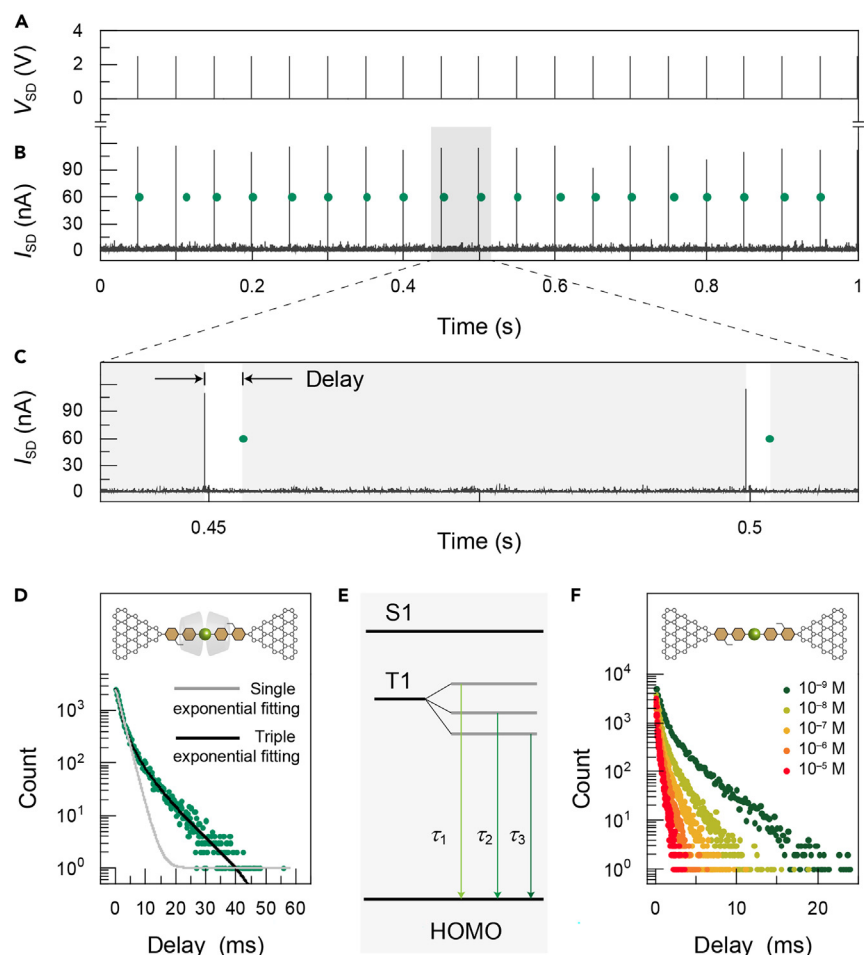 A
4
2
0
V_SD (V)
B
90
60
30
0
I_SD (nA)
0
0.2
0.4
0.6
0.8
1
Time (s)
C
Delay
90
60
30
0
I_SD (nA)
0.45
0.5
Time (s)
D
Single
exponential fitting
Triple
exponential fitting
10³
10²
10¹
10⁰
Count
0 10 20 30 40 50 60
Delay (ms)
E
S1
T1
τ₁
τ₂
τ₃
HOMO
F
10⁻⁹ M
10⁻⁸ M
10⁻⁷ M
10⁻⁶ M
10⁻⁵ M
10⁴
10³
10²
10¹
10⁰
Count
0
10
20
Delay (ms)